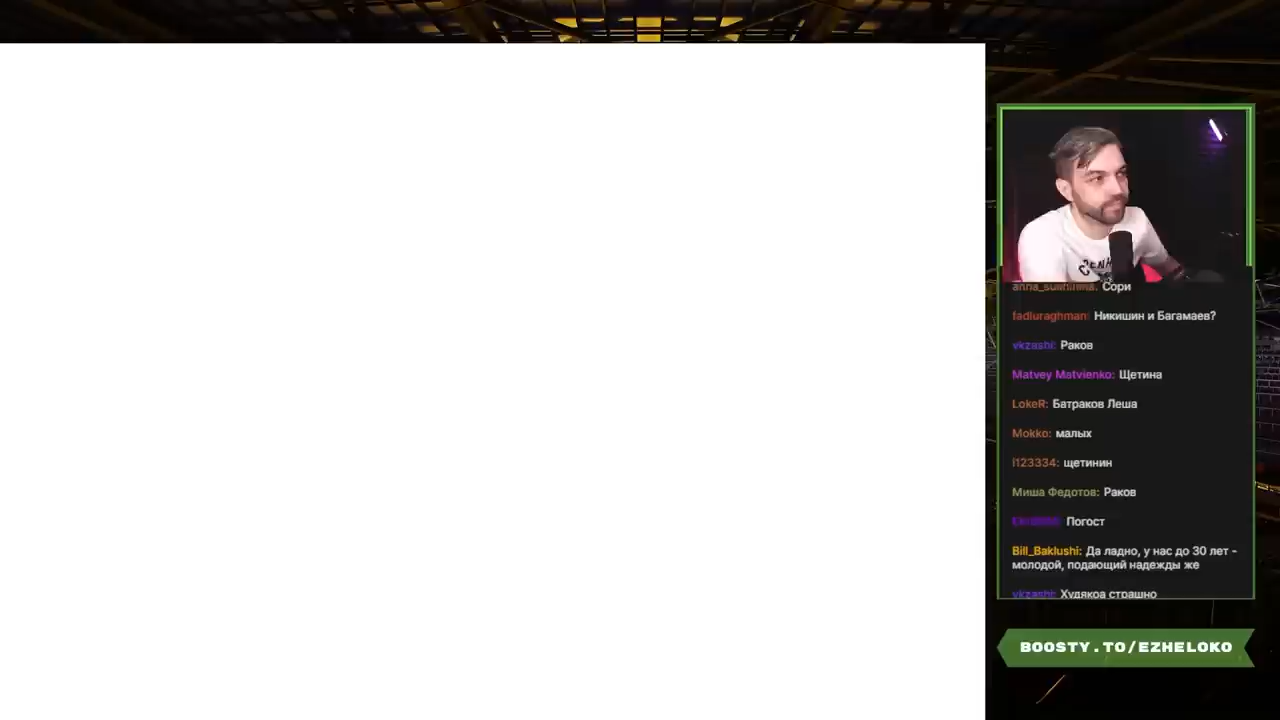 Сори
fadluraghman: Никишин и Багамаев?
vkzashi: Раков
Matvey Matvienko: Щетина
LokeR: Батраков Леша
Mokko: малых
l123334: щетинин
Миша Федотов: Раков
Погост
Bill_Baklushi: Да ладно, у нас до 30 лет -
молодой, подающий надежды же
vkzashi: Худякоа страшно
BOOSTY.TO/EZHELOKO